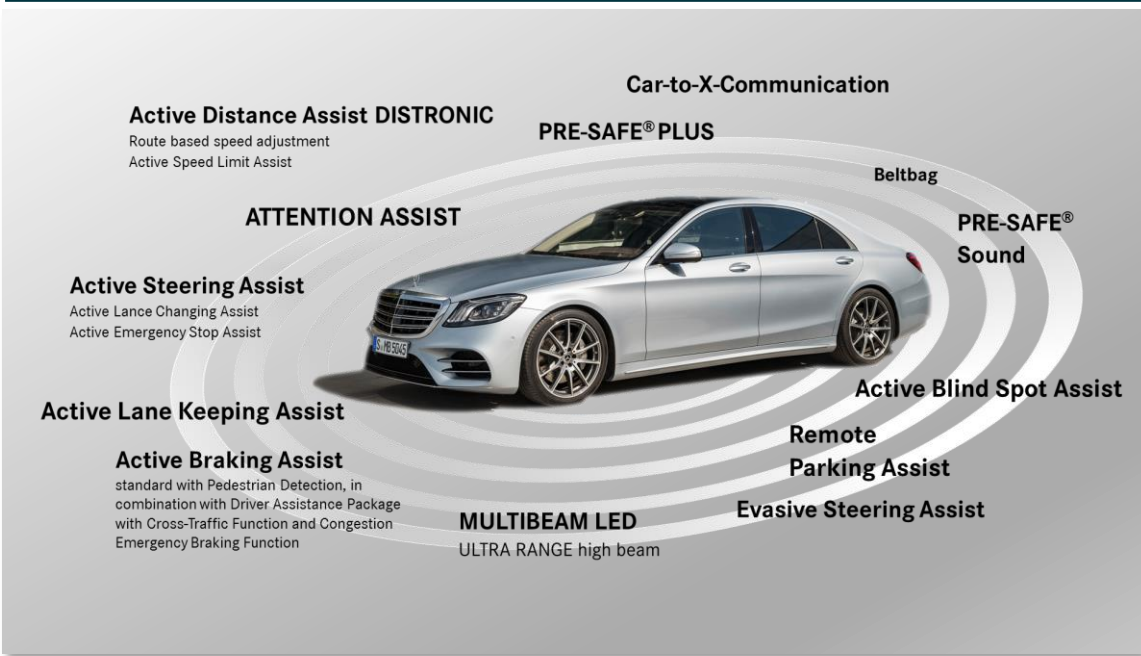 Car-to-X-Communication
Active Distance Assist DISTRONIC
Route based speed adjustment
Active Speed Limit Assist
PRE-SAFE® PLUS
Beltbag
ATTENTION ASSIST
PRE-SAFE®
Sound
Active Steering Assist
Active Lance Changing Assist
Active Emergency Stop Assist
S MB 5045
Active Blind Spot Assist
Active Lane Keeping Assist
Remote
Parking Assist
Active Braking Assist
standard with Pedestrian Detection, in
combination with Driver Assistance Package
with Cross-Traffic Function and Congestion
Emergency Braking Function
Evasive Steering Assist
MULTIBEAM LED
ULTRA RANGE high beam